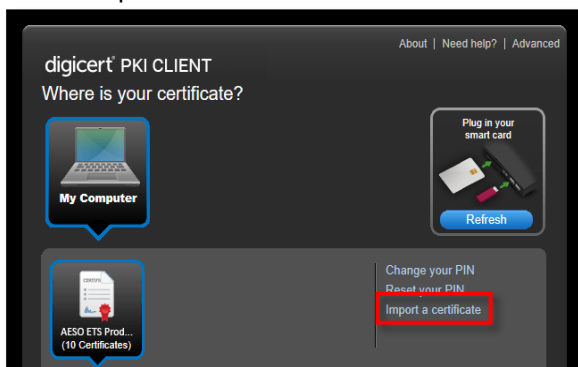 About | Need help? | Advanced
digicert® PKI CLIENT
Where is your certificate?
My Computer
Plug in your
smart card
Refresh
AESO ETS Prod...
(10 Certificates)
Change your PIN
Reset your PIN
Import a certificate